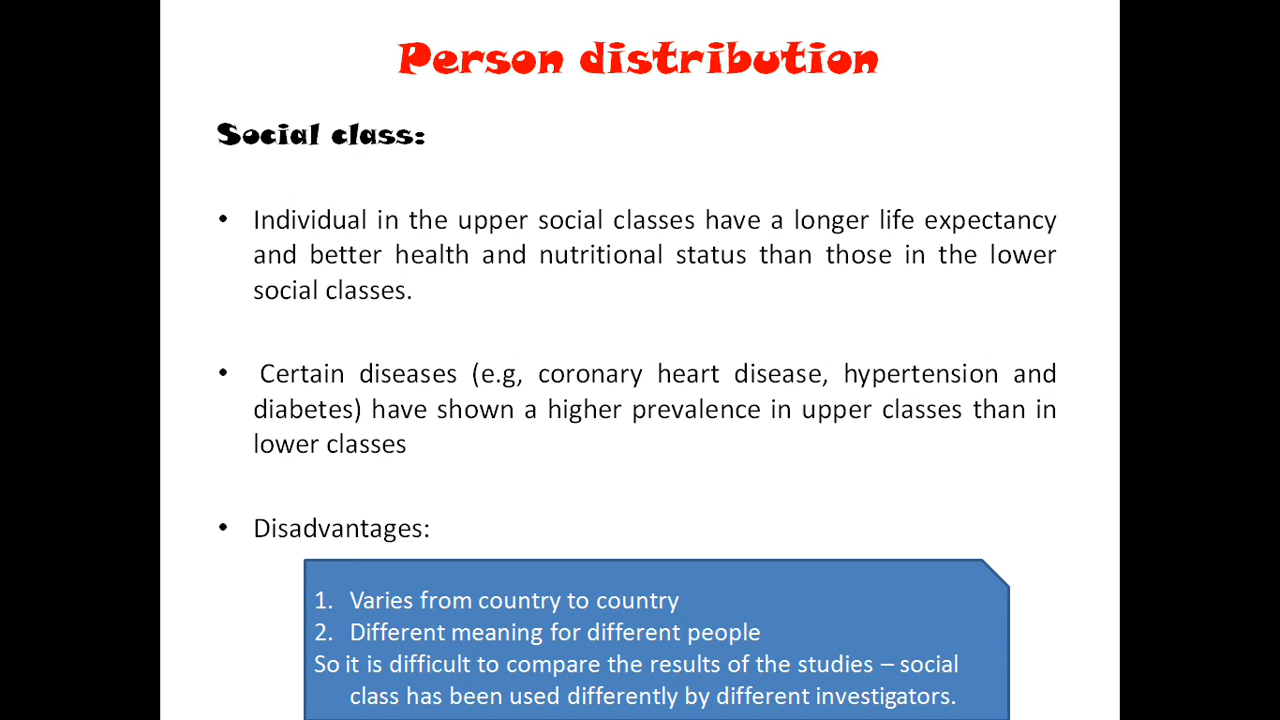 Person distribution
Social class:
• Individual in the upper social classes have a longer life expectancy
and better health and nutritional status than those in the lower
social classes.
• Certain diseases (e.g, coronary heart disease, hypertension and
diabetes) have shown a higher prevalence in upper classes than in
lower classes
• Disadvantages:
1. Varies from country to country
2. Different meaning for different people
So it is difficult to compare the results of the studies – social
class has been used differently by different investigators.